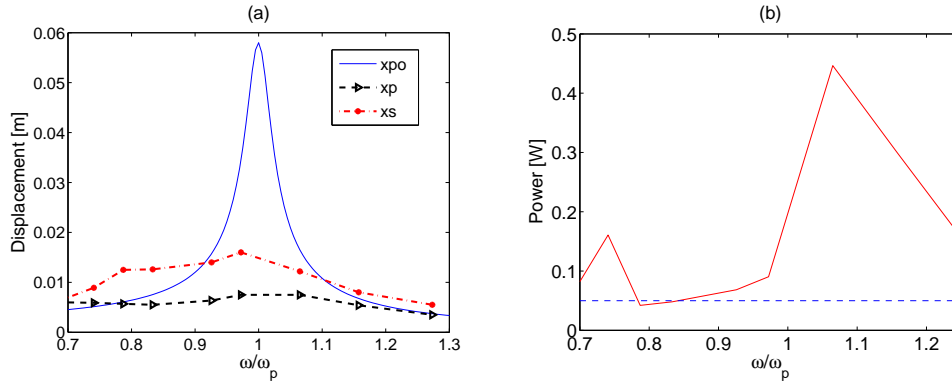 (a)
0.06
0.05
0.04
0.03
0.02
0.01
0
Displacement [m]
xpo
xp
xs
0.7 0.8 0.9 1 1.1 1.2 1.3
ω/ωp
(b)
0.5
0.4
0.3
0.2
0.1
0
Power [W]
0.7 0.8 0.9 1 1.1 1.2
ω/ωp